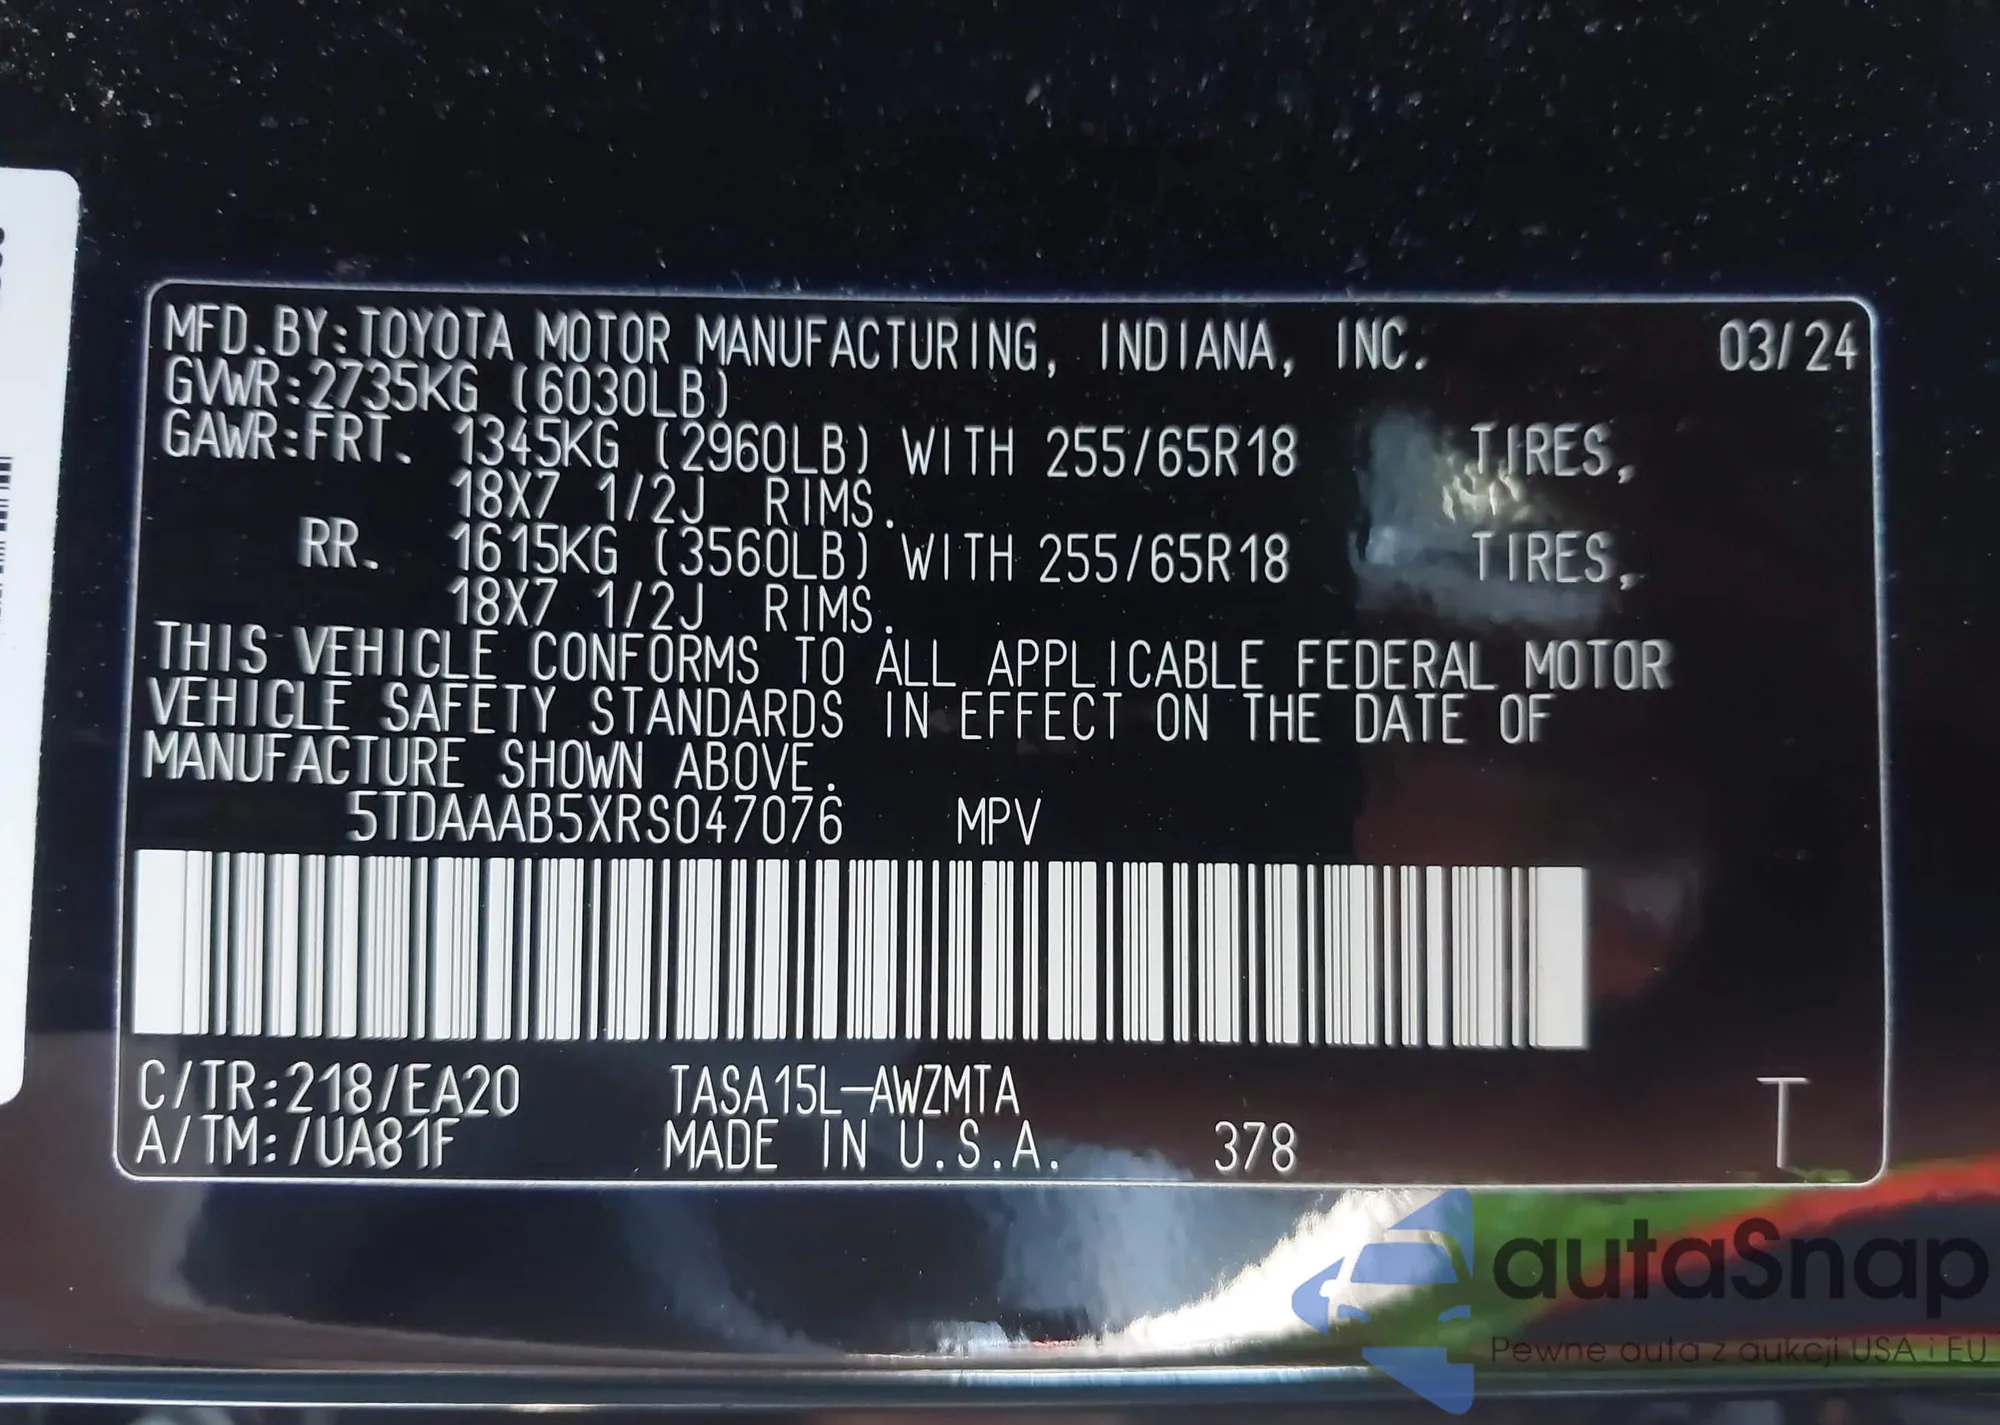 MFD.BY:TOYOTA MOTOR MANUFACTURING, INDIANA, INC. 03/24
GVWR:2735KG (6030LB)
GAWR:FRT. 1345KG (2960LB) WITH 255/65R18 TIRES,
18X7 1/2J RIMS.
RR. 1615KG (3560LB) WITH 255/65R18 TIRES,
18X7 1/2J RIMS.
THIS VEHICLE CONFORMS TO ALL APPLICABLE FEDERAL MOTOR
VEHICLE SAFETY STANDARDS IN EFFECT ON THE DATE OF
MANUFACTURE SHOWN ABOVE.
5TDAAAB5XRS047076 MPV
C/TR:218/EA20 TASA15L-AWZMTA
A/TM:/UA81F MADE IN U.S.A. 378 T
autaSnap
Pewne auta z aukcji USA i EU